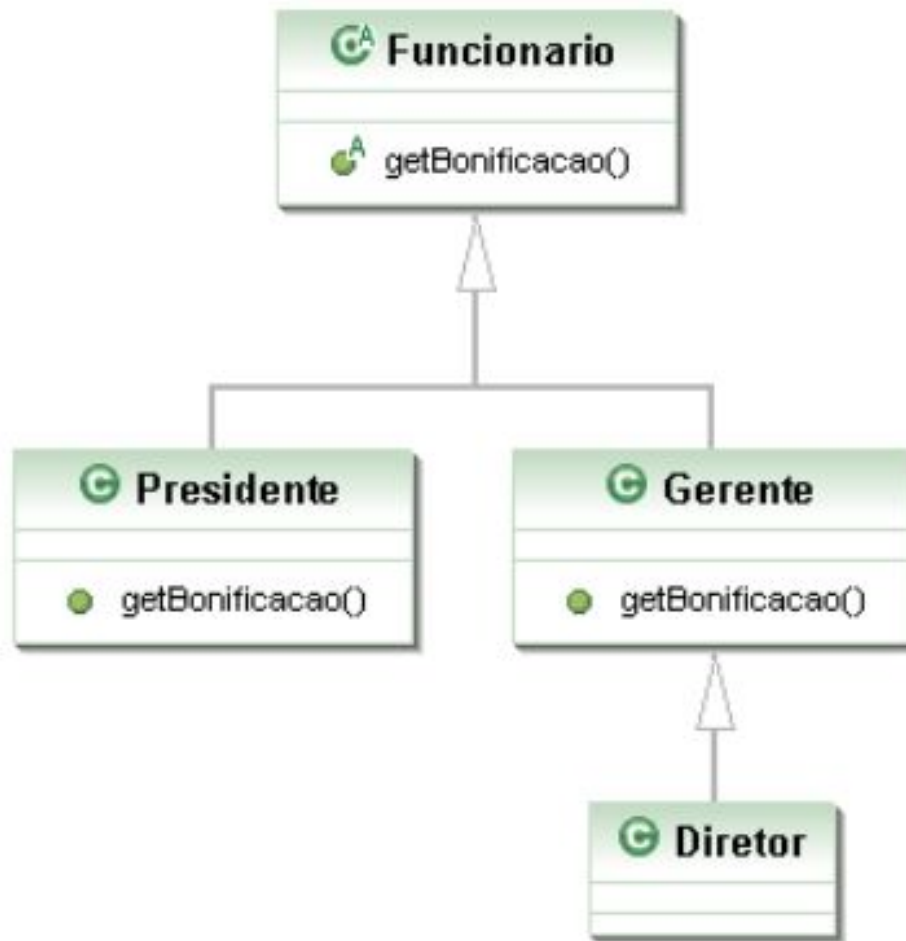 Funcionario
getBonificacao()
Presidente
getBonificacao()
Gerente
getBonificacao()
Diretor